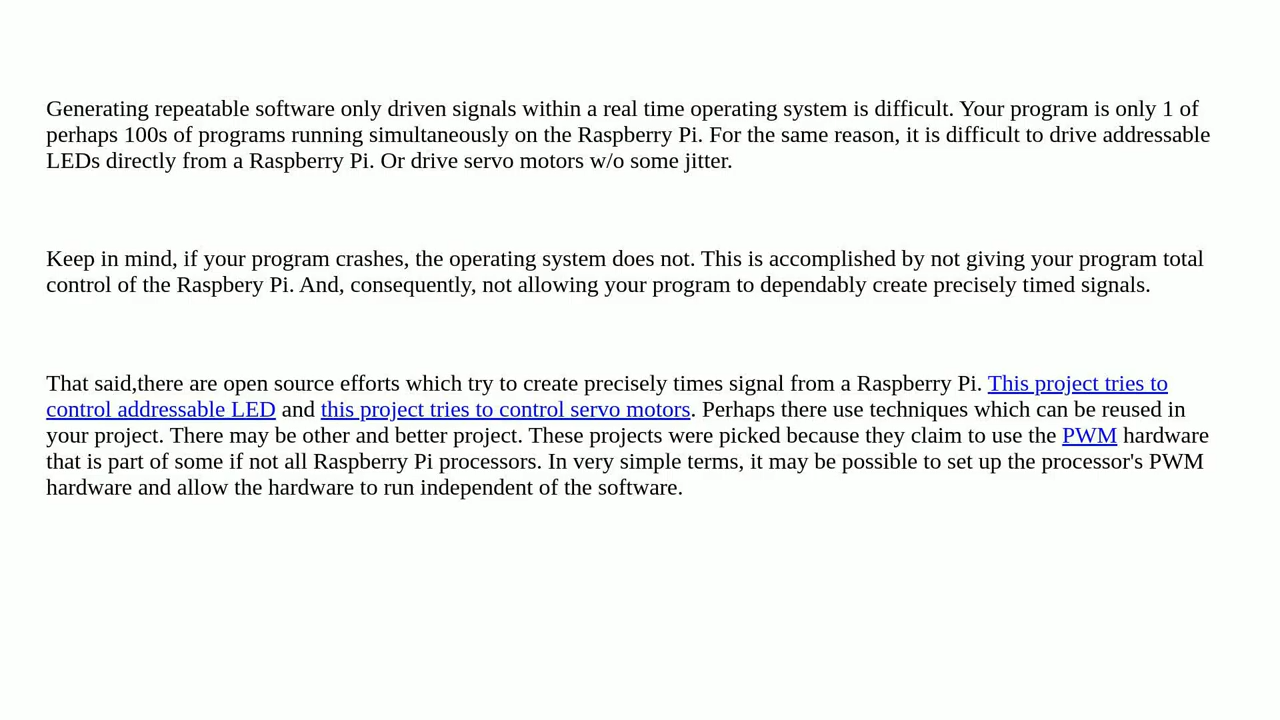 Generating repeatable software only driven signals within a real time operating system is difficult. Your program is only 1 of
perhaps 100s of programs running simultaneously on the Raspberry Pi. For the same reason, it is difficult to drive addressable
LEDs directly from a Raspberry Pi. Or drive servo motors w/o some jitter.
Keep in mind, if your program crashes, the operating system does not. This is accomplished by not giving your program total
control of the Raspbery Pi. And, consequently, not allowing your program to dependably create precisely timed signals.
That said,there are open source efforts which try to create precisely times signal from a Raspberry Pi. This project tries to
control addressable LED and this project tries to control servo motors. Perhaps there use techniques which can be reused in
your project. There may be other and better project. These projects were picked because they claim to use the PWM hardware
that is part of some if not all Raspberry Pi processors. In very simple terms, it may be possible to set up the processor's PWM
hardware and allow the hardware to run independent of the software.